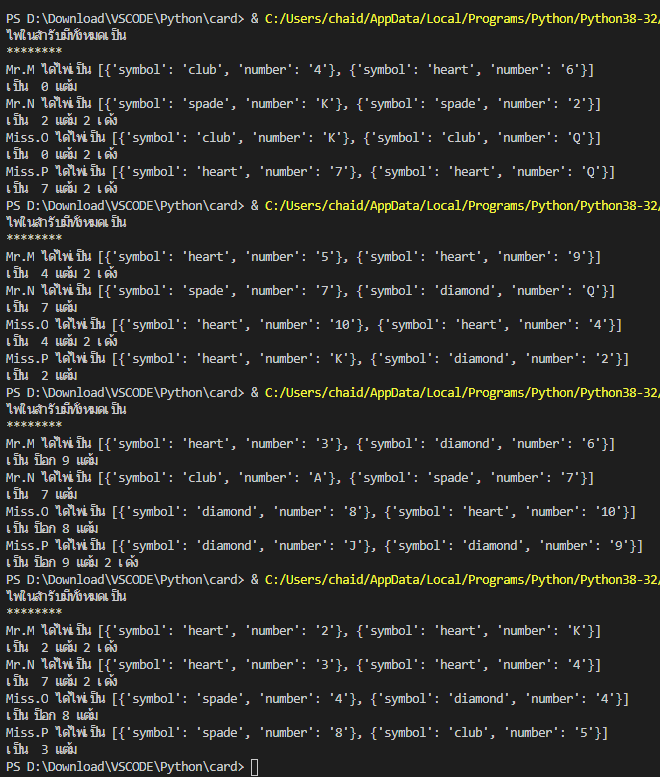 PS D:\Download\VSCODE\Python\card> & C:/Users/chaid/AppData/Local/Programs/Python/Python38-32/
ไพ่ในสำรับมีทั้งหมดเป็น
********
Mr.M ได้ไพ่เป็น [{'symbol': 'club', 'number': '4'}, {'symbol': 'heart', 'number': '6'}]
เป็น 0 แต้ม
Mr.N ได้ไพ่เป็น [{'symbol': 'spade', 'number': 'K'}, {'symbol': 'spade', 'number': '2'}]
เป็น 2 แต้ม 2 เด้ง
Miss.O ได้ไพ่เป็น [{'symbol': 'club', 'number': 'K'}, {'symbol': 'club', 'number': 'Q'}]
เป็น 0 แต้ม 2 เด้ง
Miss.P ได้ไพ่เป็น [{'symbol': 'heart', 'number': '7'}, {'symbol': 'heart', 'number': 'Q'}]
เป็น 7 แต้ม 2 เด้ง
PS D:\Download\VSCODE\Python\card> & C:/Users/chaid/AppData/Local/Programs/Python/Python38-32/
ไพ่ในสำรับมีทั้งหมดเป็น
********
Mr.M ได้ไพ่เป็น [{'symbol': 'heart', 'number': '5'}, {'symbol': 'heart', 'number': '9'}]
เป็น 4 แต้ม 2 เด้ง
Mr.N ได้ไพ่เป็น [{'symbol': 'spade', 'number': '7'}, {'symbol': 'diamond', 'number': 'Q'}]
เป็น 7 แต้ม
Miss.O ได้ไพ่เป็น [{'symbol': 'heart', 'number': '10'}, {'symbol': 'heart', 'number': '4'}]
เป็น 4 แต้ม 2 เด้ง
Miss.P ได้ไพ่เป็น [{'symbol': 'heart', 'number': 'K'}, {'symbol': 'diamond', 'number': '2'}]
เป็น 2 แต้ม
PS D:\Download\VSCODE\Python\card> & C:/Users/chaid/AppData/Local/Programs/Python/Python38-32/
ไพ่ในสำรับมีทั้งหมดเป็น
********
Mr.M ได้ไพ่เป็น [{'symbol': 'heart', 'number': '3'}, {'symbol': 'diamond', 'number': '6'}]
เป็น ป๊อก 9 แต้ม
Mr.N ได้ไพ่เป็น [{'symbol': 'club', 'number': 'A'}, {'symbol': 'spade', 'number': '7'}]
เป็น 7 แต้ม
Miss.O ได้ไพ่เป็น [{'symbol': 'diamond', 'number': '8'}, {'symbol': 'heart', 'number': '10'}]
เป็น ป๊อก 8 แต้ม
Miss.P ได้ไพ่เป็น [{'symbol': 'diamond', 'number': 'J'}, {'symbol': 'diamond', 'number': '9'}]
เป็น ป๊อก 9 แต้ม 2 เด้ง
PS D:\Download\VSCODE\Python\card> & C:/Users/chaid/AppData/Local/Programs/Python/Python38-32/
ไพ่ในสำรับมีทั้งหมดเป็น
********
Mr.M ได้ไพ่เป็น [{'symbol': 'heart', 'number': '2'}, {'symbol': 'heart', 'number': 'K'}]
เป็น 2 แต้ม 2 เด้ง
Mr.N ได้ไพ่เป็น [{'symbol': 'heart', 'number': '3'}, {'symbol': 'heart', 'number': '4'}]
เป็น 7 แต้ม 2 เด้ง
Miss.O ได้ไพ่เป็น [{'symbol': 'spade', 'number': '4'}, {'symbol': 'diamond', 'number': '4'}]
เป็น ป๊อก 8 แต้ม
Miss.P ได้ไพ่เป็น [{'symbol': 'spade', 'number': '8'}, {'symbol': 'club', 'number': '5'}]
เป็น 3 แต้ม
PS D:\Download\VSCODE\Python\card>